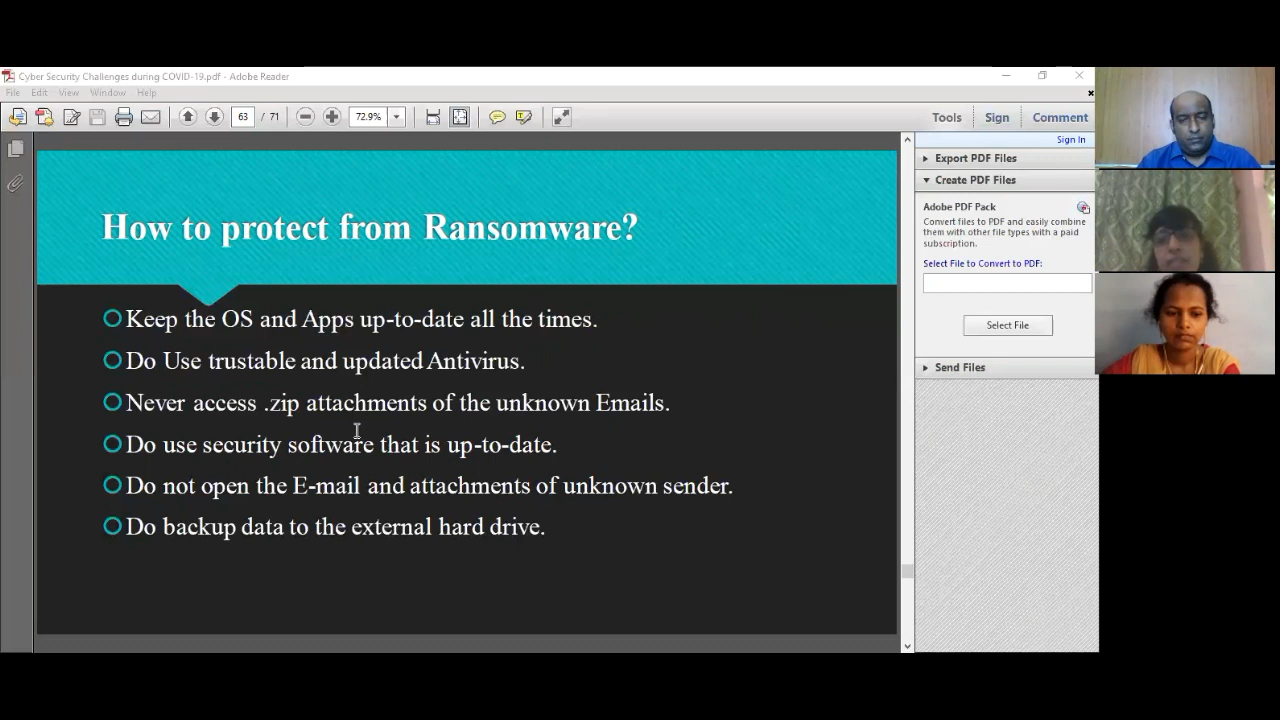 Cyber Security Challenges during COVID-19.pdf - Adobe Reader
File Edit View Window Help
63 / 71 72.9% Tools Sign Comment
Sign In
Export PDF Files
Create PDF Files
Adobe PDF Pack
Convert files to PDF and easily combine
them with other file types with a paid
subscription.
Select File to Convert to PDF:
Select File
Send Files
How to protect from Ransomware?
Keep the OS and Apps up-to-date all the times.
Do Use trustable and updated Antivirus.
Never access .zip attachments of the unknown Emails.
Do use security software that is up-to-date.
Do not open the E-mail and attachments of unknown sender.
Do backup data to the external hard drive.